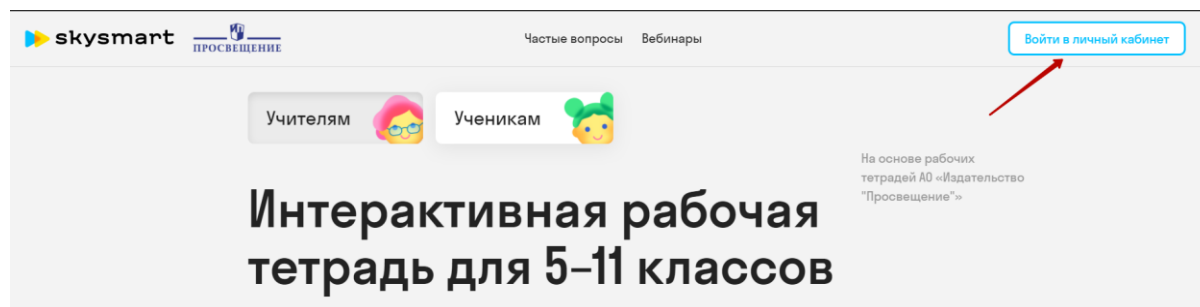 skysmart
ПРОСВЕЩЕНИЕ
Частые вопросы
Вебинары
Войти в личный кабинет
Учителям
Ученикам
На основе рабочих
тетрадей АО «Издательство
"Просвещение"»
Интерактивная рабочая
тетрадь для 5–11 классов